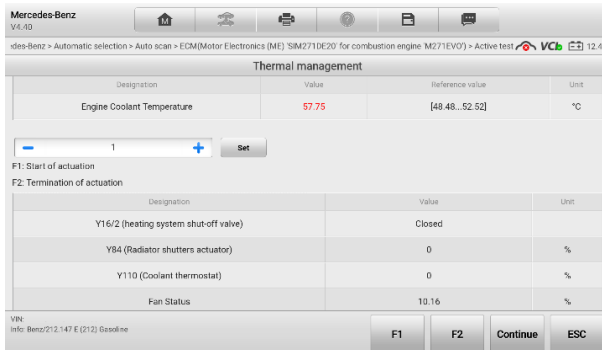 Mercedes-Benz
V4.40
M
?
:des-Benz > Automatic selection > Auto scan > ECM(Motor Electronics (ME) 'SIM271DE20' for combustion engine 'M271EVO') > Active test VCI 12.4
Thermal management
Designation Value Reference value Unit
Engine Coolant Temperature 57.75 [48.48...52.52] °C
− 1 + Set
F1: Start of actuation
F2: Termination of actuation
Designation Value Unit
Y16/2 (heating system shut-off valve) Closed
Y84 (Radiator shutters actuator) 0 %
Y110 (Coolant thermostat) 0 %
Fan Status 10.16 %
VIN:
Info: Benz/212.147 E (212) Gasoline
F1 F2 Continue ESC